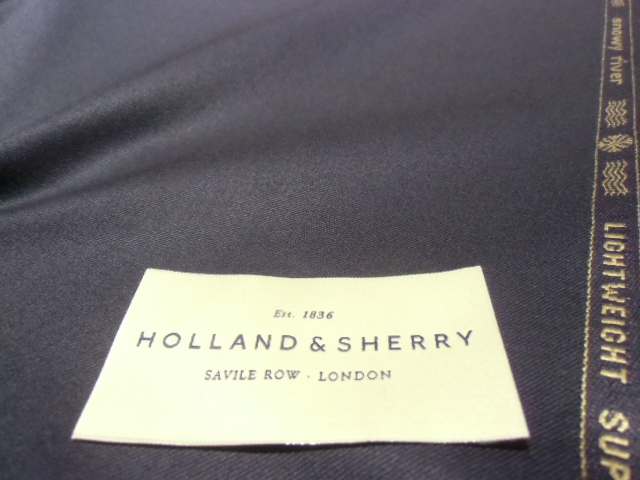 Est. 1836
HOLLAND & SHERRY
SAVILE ROW · LONDON
snowy river
LIGHTWEIGHT SUP